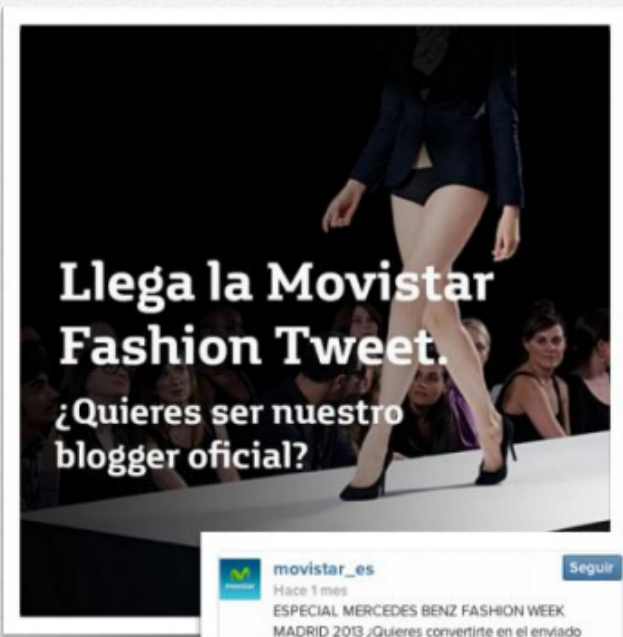 Llega la Movistar
Fashion Tweet.
¿Quieres ser nuestro
blogger oficial?
movistar_es
Seguir
Hace 1 mes
ESPECIAL MERCEDES BENZ FASHION WEEK
MADRID 2013 ¿Quieres convertirte en el enviado